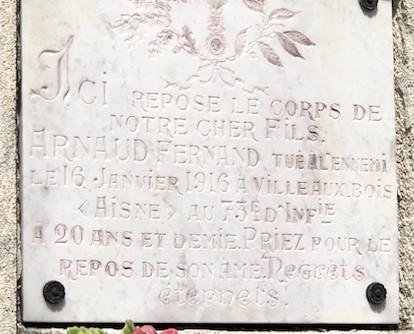 Ici REPOSE LE CORPS DE
NOTRE CHER FILS.
ARNAUD FERNAND TUE A L'ENNEMI
LE 16 JANVIER 1916 A VILLE AUX.BOIS
<AISNE> AU 73E D'INFIE
A 20 ANS ET DEMIE. PRIEZ POUR LE
REPOS DE SON AME. Regrets
éternels.